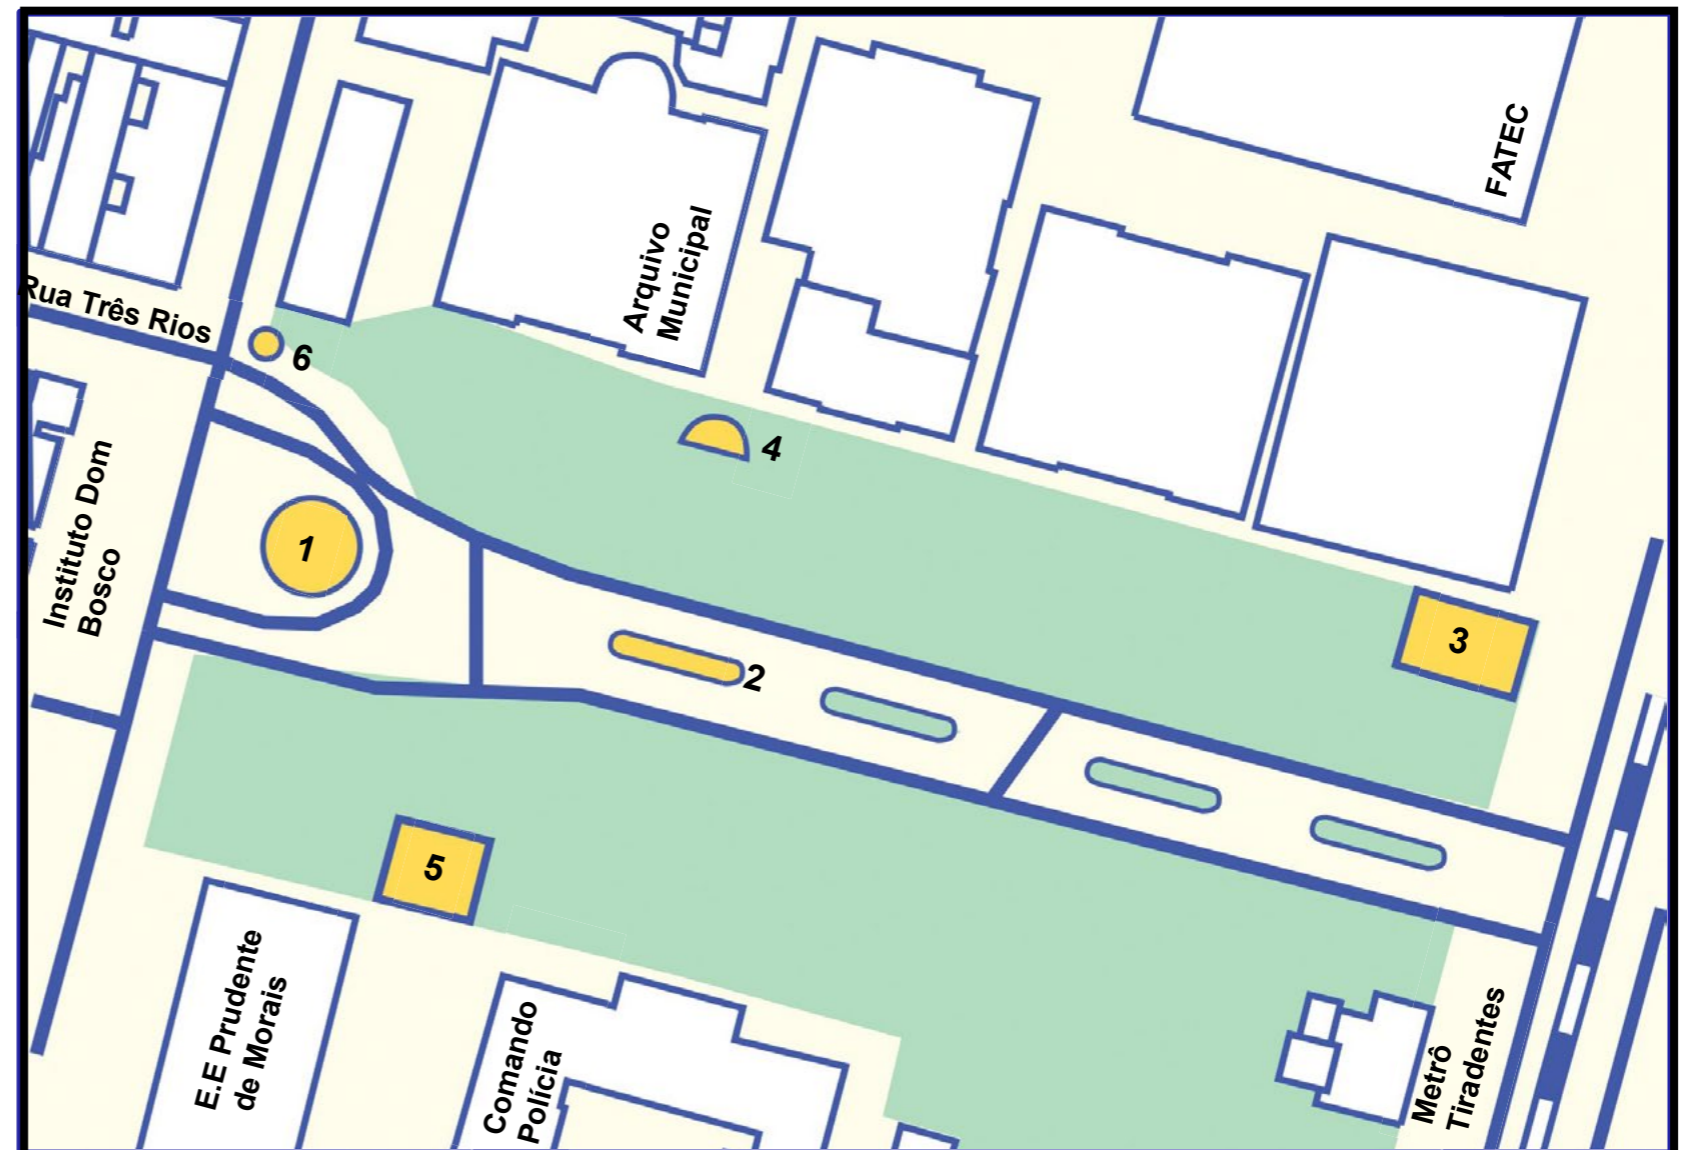 FATEC
Arquivo
Municipal
Rua Três Rios
6
4
1
Instituto Dom
Bosco
3
2
5
E.E Prudente
de Morais
Comando
Polícia
Metrô
Tiradentes